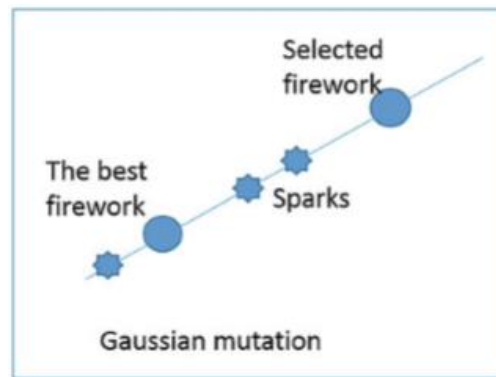 Selected
firework
The best
firework
Sparks
Gaussian mutation